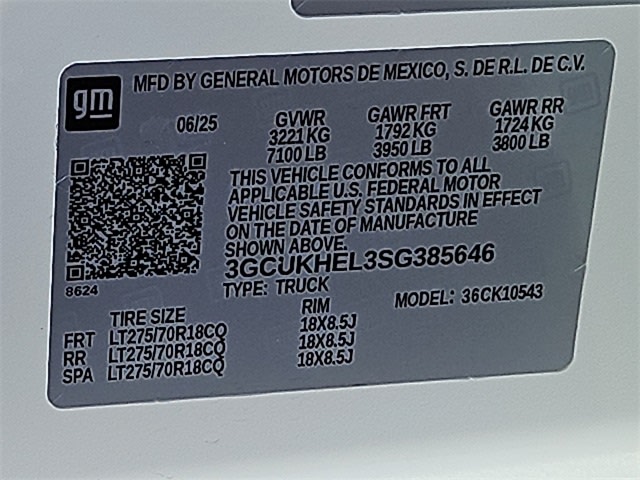 gm
MFD BY GENERAL MOTORS DE MEXICO, S. DE R.L. DE C.V.
06/25 GVWR GAWR FRT GAWR RR
3221 KG 1792 KG 1724 KG
7100 LB 3950 LB 3800 LB
THIS VEHICLE CONFORMS TO ALL
APPLICABLE U.S. FEDERAL MOTOR
VEHICLE SAFETY STANDARDS IN EFFECT
ON THE DATE OF MANUFACTURE
SHOWN ABOVE.
3GCUKHEL3SG385646
8624 TYPE: TRUCK MODEL: 36CK10543
TIRE SIZE RIM
FRT LT275/70R18CQ 18X8.5J
RR LT275/70R18CQ 18X8.5J
SPA LT275/70R18CQ 18X8.5J